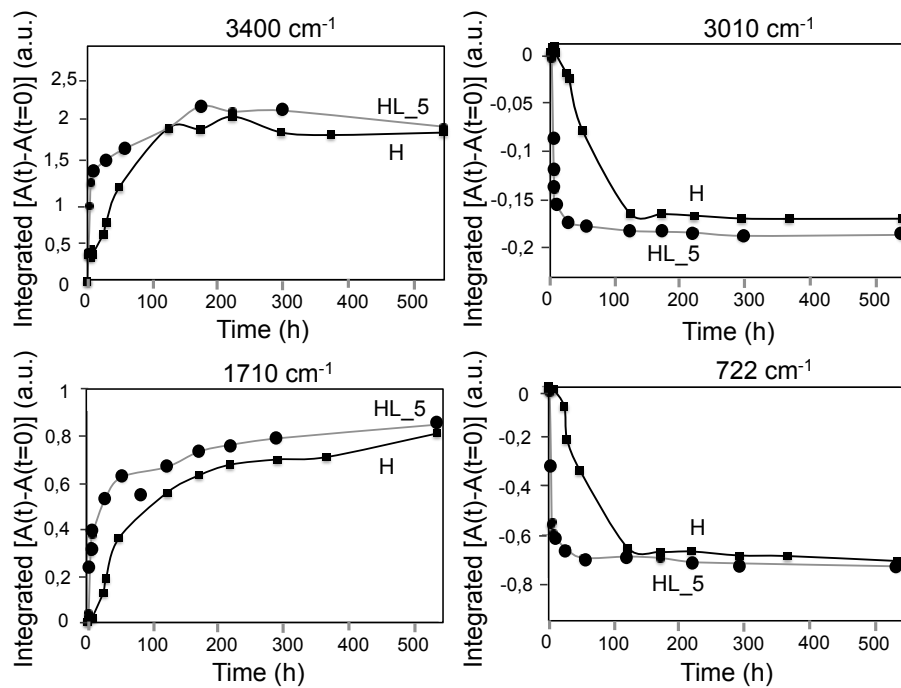 3400 cm-1
Integrated [A(t)-A(t=0)] (a.u.)
2,5
2
1,5
1
0,5
0
HL_5
H
0 100 200 300 400 500
Time (h)
3010 cm-1
Integrated [A(t)-A(t=0)] (a.u.)
0
-0,05
-0,1
-0,15
-0,2
H
HL_5
0 100 200 300 400 500
Time (h)
1710 cm-1
Integrated [A(t)-A(t=0)] (a.u.)
1
0,8
0,6
0,4
0,2
0
HL_5
H
0 100 200 300 400 500
Time (h)
722 cm-1
Integrated [A(t)-A(t=0)] (a.u.)
0
-0,2
-0,4
-0,6
-0,8
H
HL_5
0 100 200 300 400 500
Time (h)